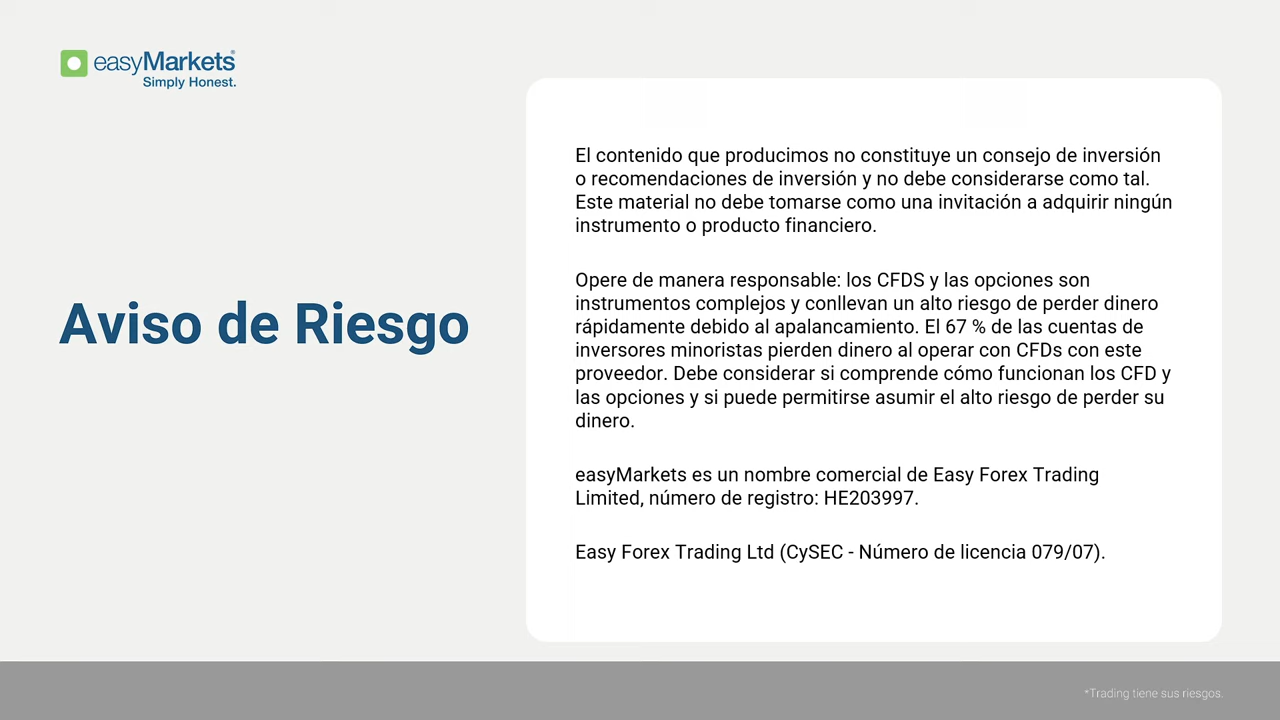 easyMarkets®
Simply Honest.
Aviso de Riesgo
El contenido que producimos no constituye un consejo de inversión
o recomendaciones de inversión y no debe considerarse como tal.
Este material no debe tomarse como una invitación a adquirir ningún
instrumento o producto financiero.
Opere de manera responsable: los CFDS y las opciones son
instrumentos complejos y conllevan un alto riesgo de perder dinero
rápidamente debido al apalancamiento. El 67 % de las cuentas de
inversores minoristas pierden dinero al operar con CFDs con este
proveedor. Debe considerar si comprende cómo funcionan los CFD y
las opciones y si puede permitirse asumir el alto riesgo de perder su
dinero.
easyMarkets es un nombre comercial de Easy Forex Trading
Limited, número de registro: HE203997.
Easy Forex Trading Ltd (CySEC - Número de licencia 079/07).
*Trading tiene sus riesgos.